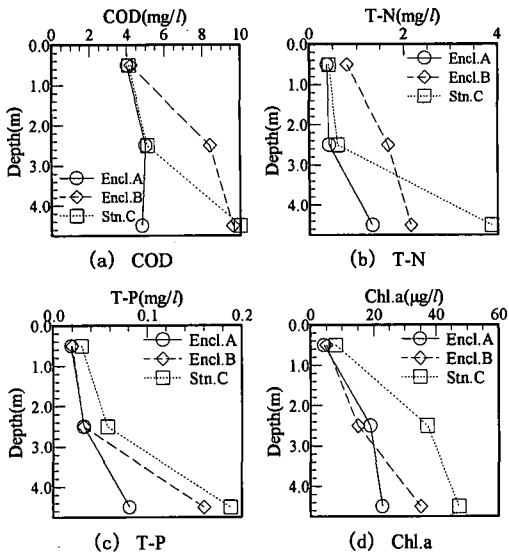 COD(mg/l)
0 2 4 6 8 10
0.0
1.0
2.0
3.0
4.0
Depth(m)
Encl.A
Encl.B
Stn.C
(a) COD
T-N(mg/l)
0 2 4
0.0
1.0
2.0
3.0
4.0
Depth(m)
Encl.A
Encl.B
Stn.C
(b) T-N
T-P(mg/l)
0.0 0.1 0.2
0.0
1.0
2.0
3.0
4.0
Depth(m)
Encl.A
Encl.B
Stn.C
(c) T-P
Chl.a(μg/l)
0 20 40 60
0.0
1.0
2.0
3.0
4.0
Depth(m)
Encl.A
Encl.B
Stn.C
(d) Chl.a